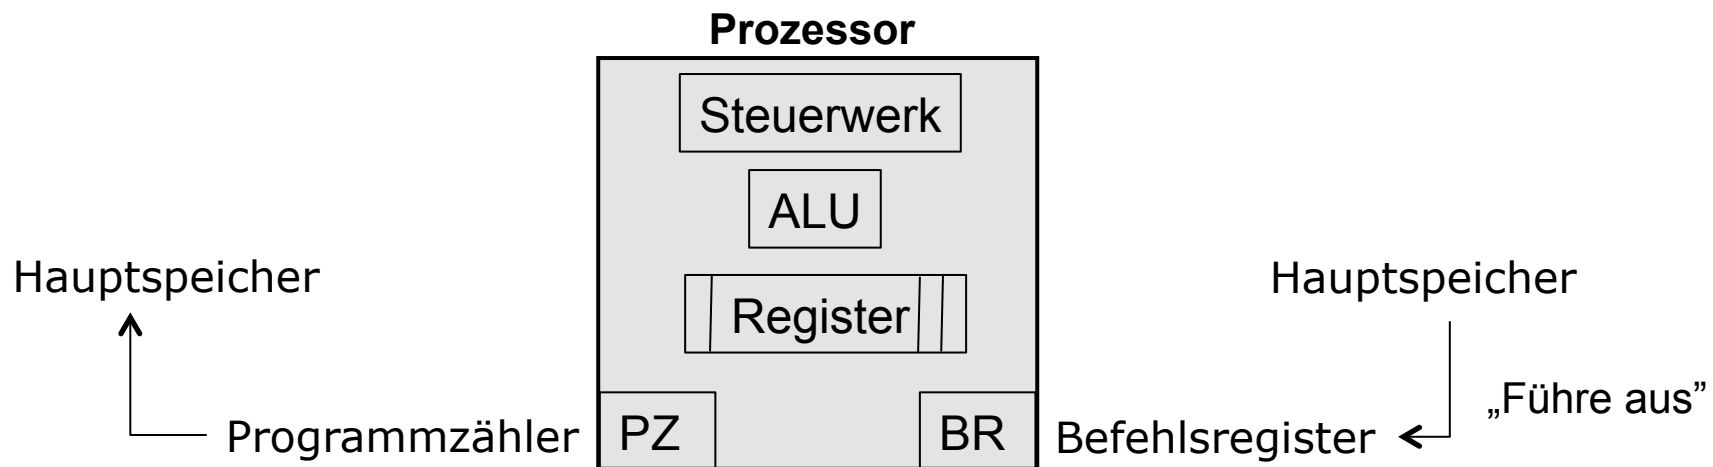 Prozessor
Steuerwerk
ALU
Hauptspeicher
Hauptspeicher
Register
„Führe aus”
Programmzähler
PZ
BR
Befehlsregister